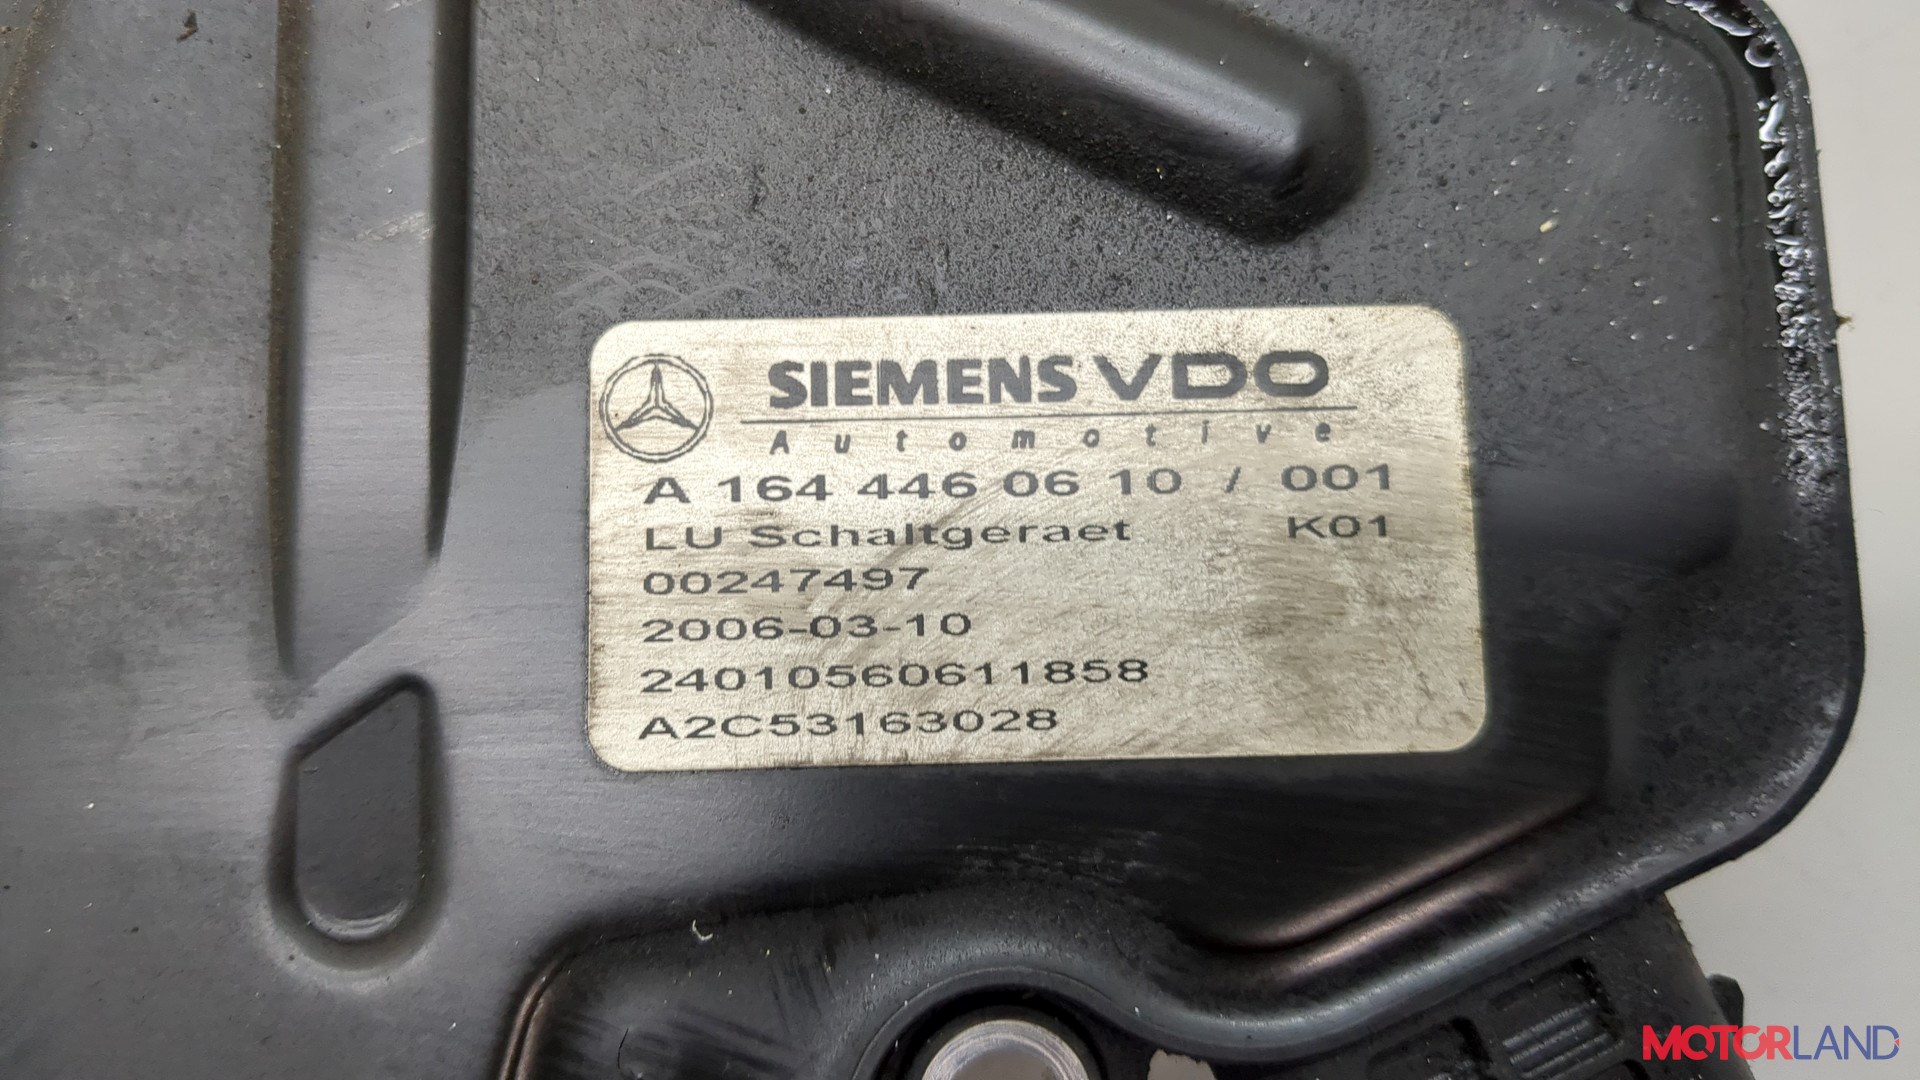 SIEMENS VDO
Automotive
A 164 446 06 10 / 001
LU Schaltgeraet K01
00247497
2006-03-10
24010560611858
A2C53163028
MOTORLAND